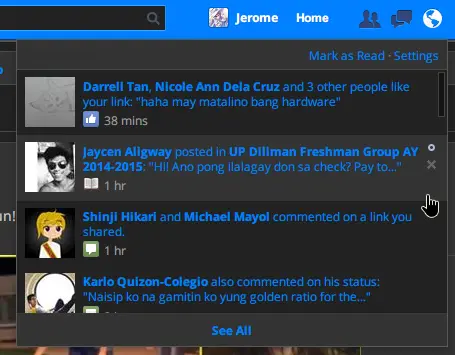 Jerome Home
Mark as Read · Settings
Darrell Tan, Nicole Ann Dela Cruz and 3 other people like
your link: "haha may matalino bang hardware"
38 mins
Jaycen Ailgway posted in UP Diliman Freshman Group AY
2014-2015: "Hi! Ano pong ilalagay don sa check? Pay to..."
1 hr
un!
Shinji Hikari and Michael Mayol commented on a link you
shared.
1 hr
Karlo Quizon-Colegio also commented on his status:
"Naisip ko na gamitin ko yung golden ratio for the..."
See All